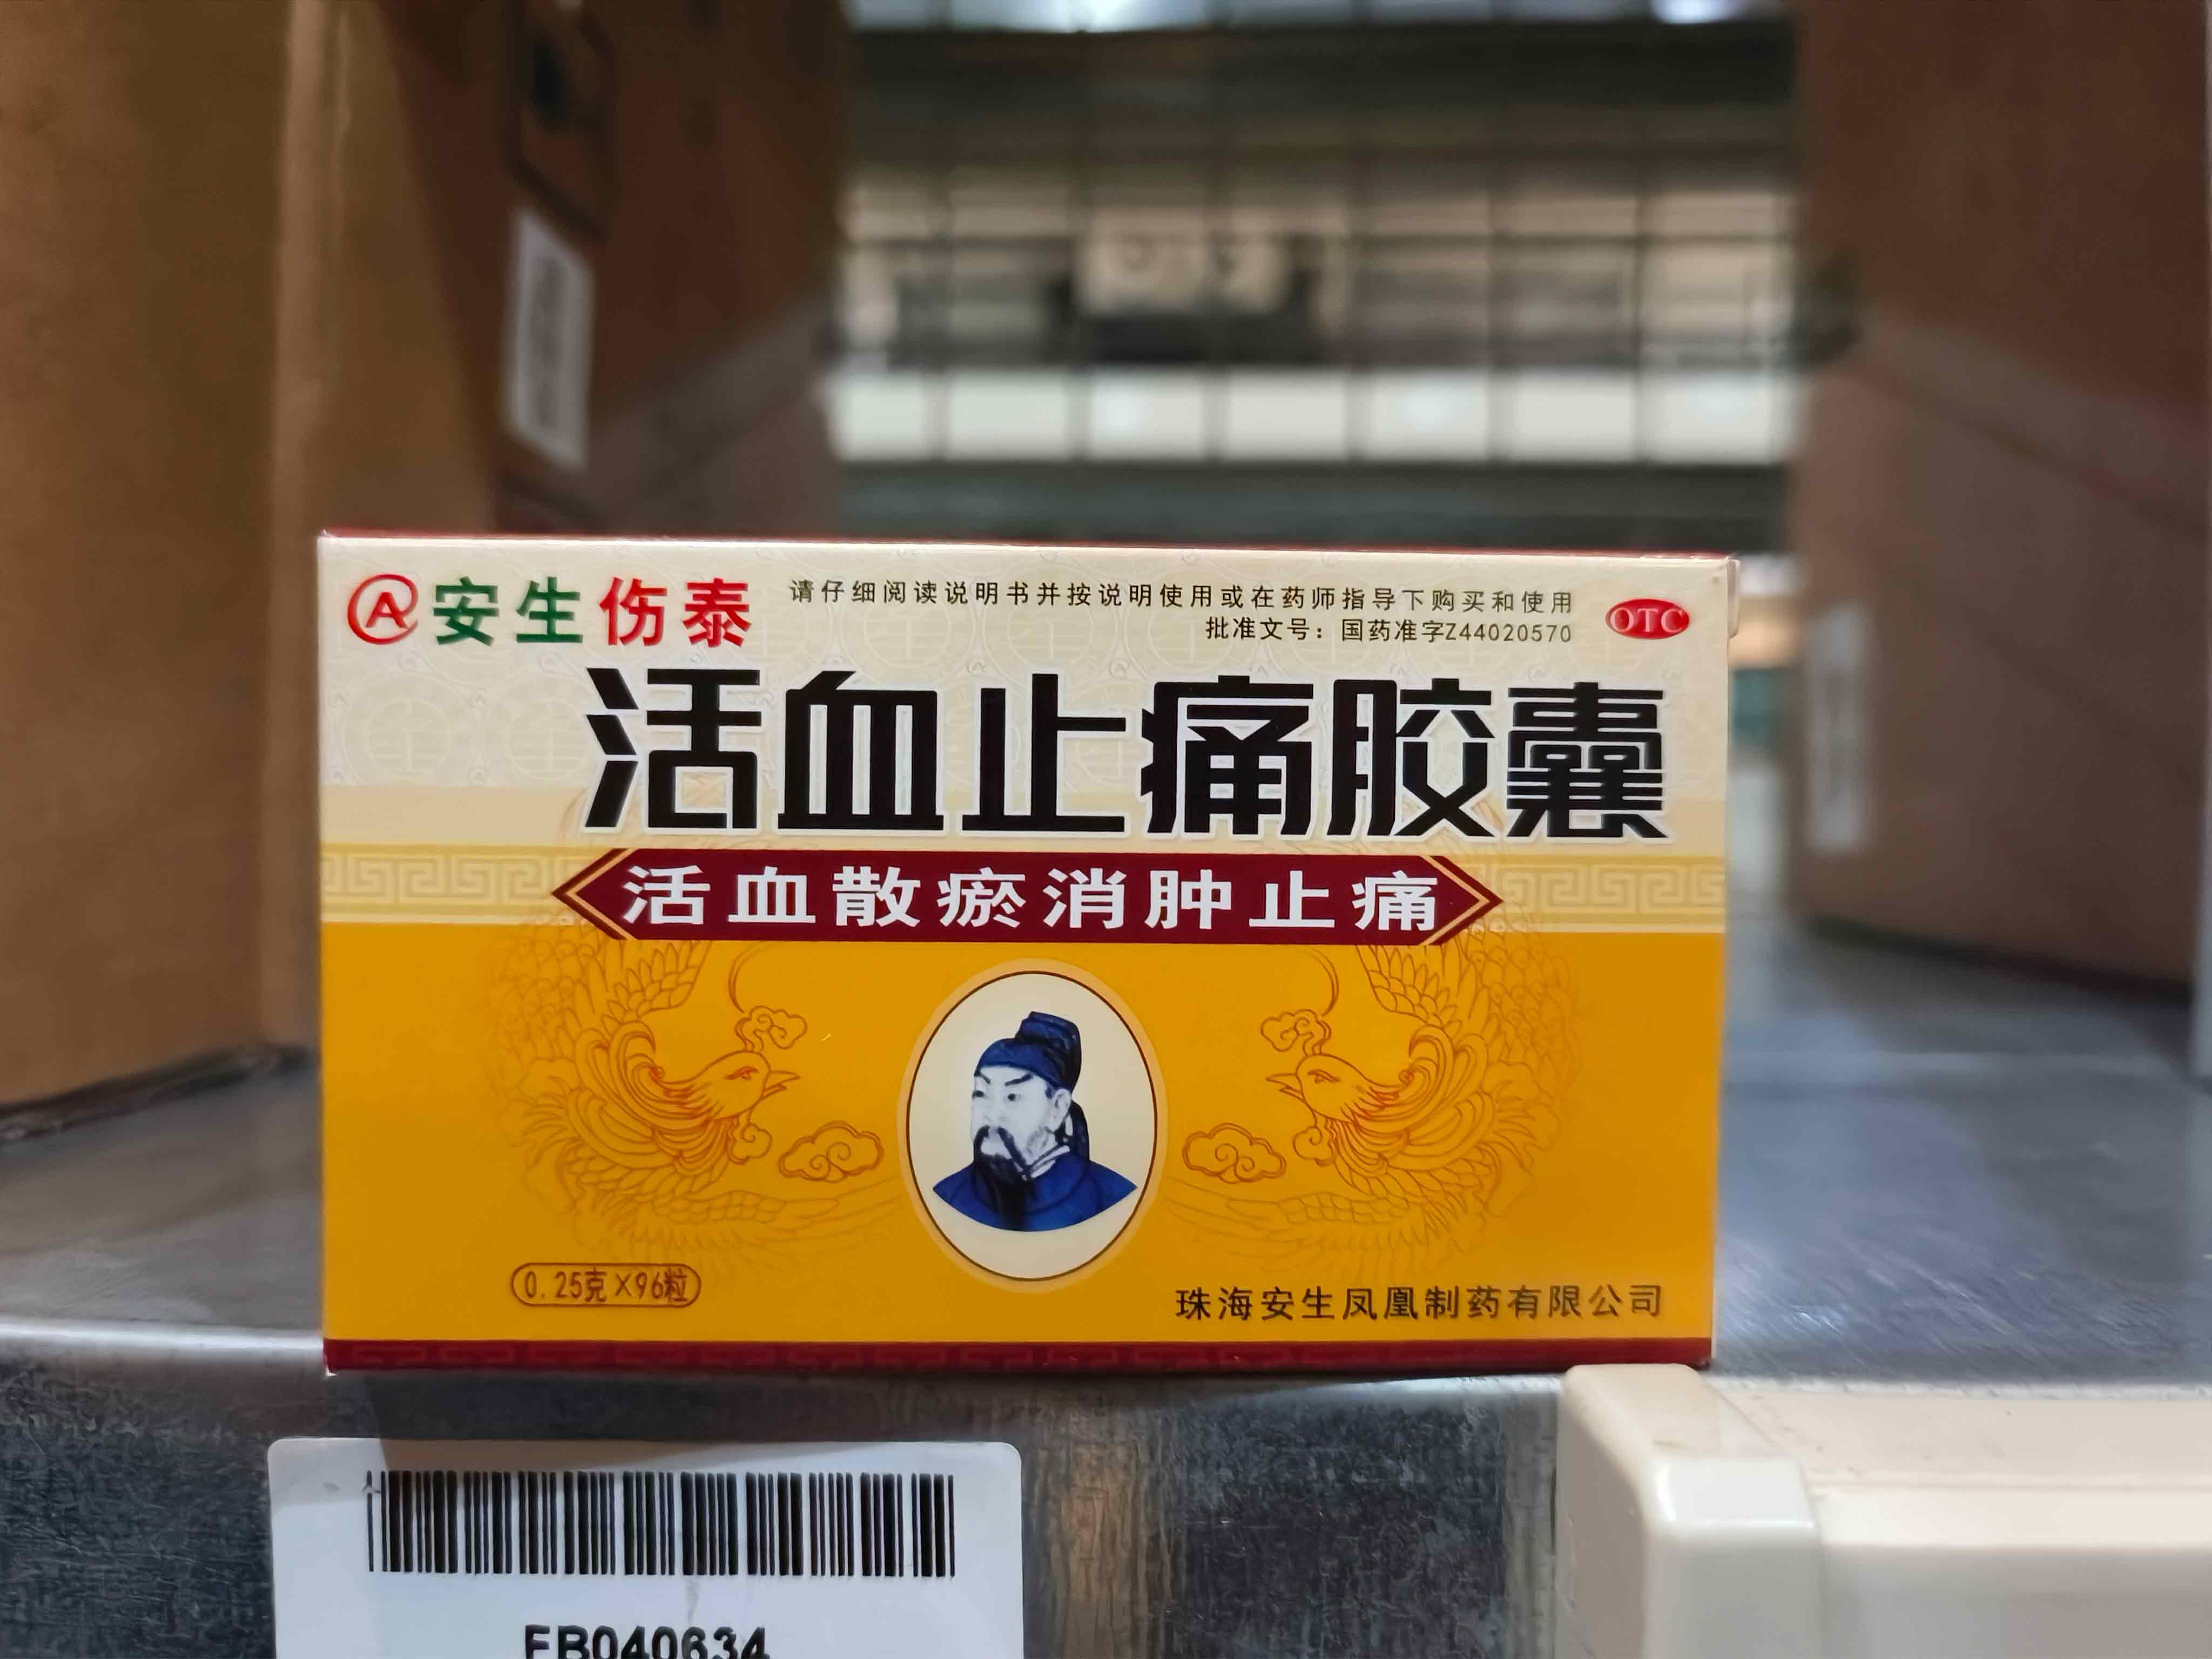 A 安生伤泰
请仔细阅读说明书并按说明使用或在药师指导下购买和使用
批准文号：国药准字Z44020570
OTC
活血止痛胶囊
活血散瘀消肿止痛
0.25克×96粒
珠海安生凤凰制药有限公司
FB040634